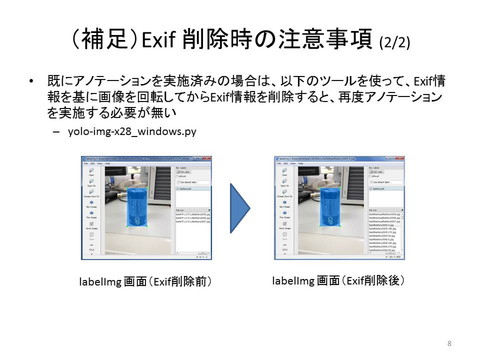 （補足）Exif 削除時の注意事項 (2/2)
• 既にアノテーションを実施済みの場合は、以下のツールを使って、Exif情
報を基に画像を回転してからExif情報を削除すると、再度アノテーション
を実施する必要が無い
– yolo-img-x28_windows.py
labelImg 画面（Exif削除前）
labelImg 画面（Exif削除後）
8